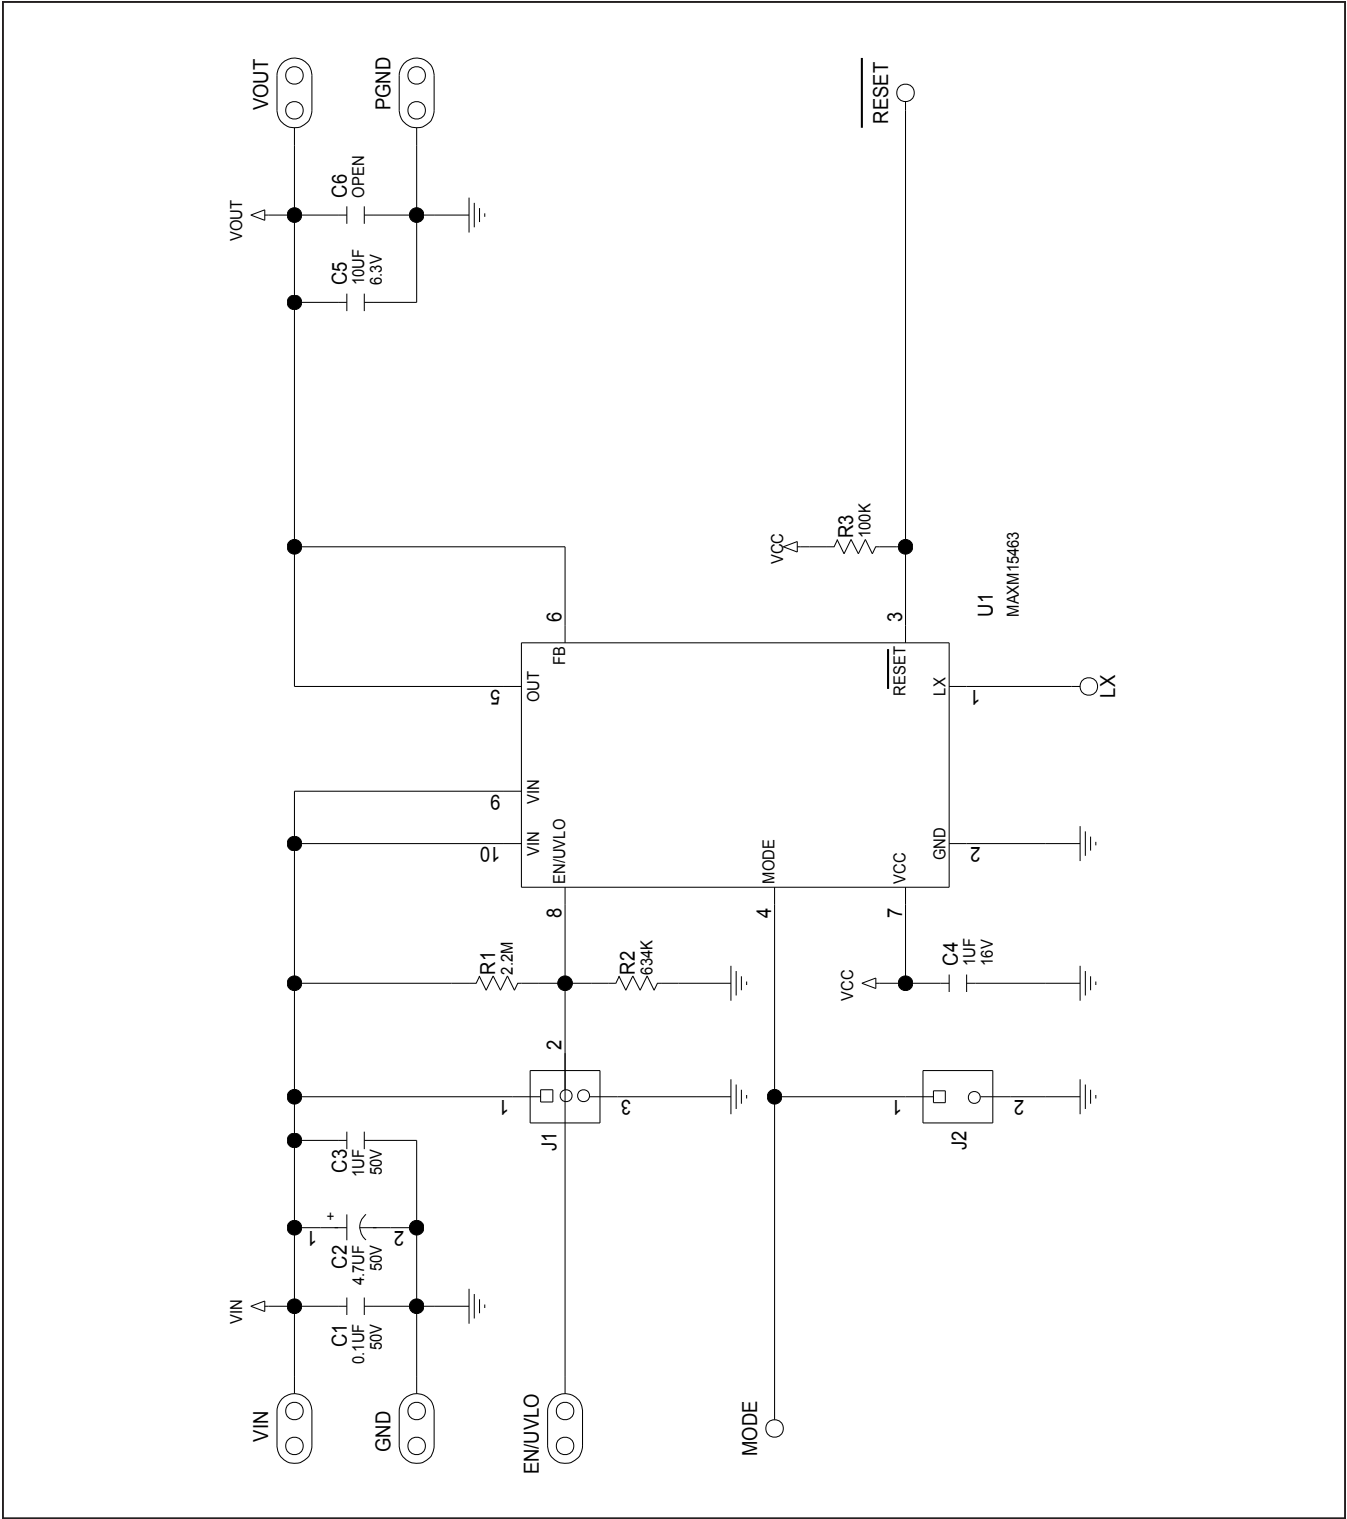 VIN
VIN
C1
0.1UF
50V
GND
1
+
C2
4.7UF
50V
2
C3
1UF
50V
EN/UVLO
1
J1
2
3
R1
2.2M
R2
634K
8
EN/UVLO
10
VIN
9
VIN
5
OUT
6
FB
VOUT
C5
10UF
6.3V
C6
OPEN
VOUT
PGND
MODE
1
J2
2
4
MODE
VCC
C4
1UF
16V
7
VCC
2
GND
1
LX
LX
3
RESET
VCC
R3
100K
U1
MAXM15463
RESET